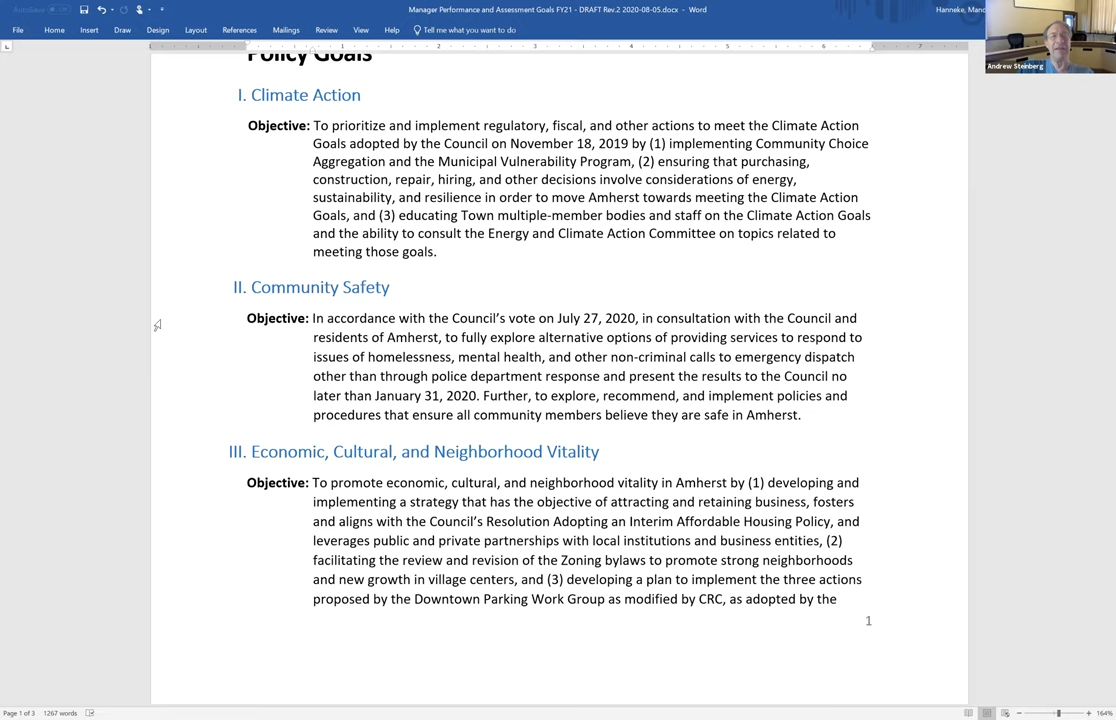 AutoSave Off
Manager Performance and Assessment Goals FY21 - DRAFT Rev.2 2020-08-05.docx - Word
Hanneke, Mand
File Home Insert Draw Design Layout References Mailings Review View Help Tell me what you want to do
Andrew Steinberg
1 1 2 3 4 5 6 7
Policy Goals
I. Climate Action
Objective: To prioritize and implement regulatory, fiscal, and other actions to meet the Climate Action
Goals adopted by the Council on November 18, 2019 by (1) implementing Community Choice
Aggregation and the Municipal Vulnerability Program, (2) ensuring that purchasing,
construction, repair, hiring, and other decisions involve considerations of energy,
sustainability, and resilience in order to move Amherst towards meeting the Climate Action
Goals, and (3) educating Town multiple-member bodies and staff on the Climate Action Goals
and the ability to consult the Energy and Climate Action Committee on topics related to
meeting those goals.
II. Community Safety
Objective: In accordance with the Council's vote on July 27, 2020, in consultation with the Council and
residents of Amherst, to fully explore alternative options of providing services to respond to
issues of homelessness, mental health, and other non-criminal calls to emergency dispatch
other than through police department response and present the results to the Council no
later than January 31, 2020. Further, to explore, recommend, and implement policies and
procedures that ensure all community members believe they are safe in Amherst.
III. Economic, Cultural, and Neighborhood Vitality
Objective: To promote economic, cultural, and neighborhood vitality in Amherst by (1) developing and
implementing a strategy that has the objective of attracting and retaining business, fosters
and aligns with the Council's Resolution Adopting an Interim Affordable Housing Policy, and
leverages public and private partnerships with local institutions and business entities, (2)
facilitating the review and revision of the Zoning bylaws to promote strong neighborhoods
and new growth in village centers, and (3) developing a plan to implement the three actions
proposed by the Downtown Parking Work Group as modified by CRC, as adopted by the
1
Page 1 of 3 1267 words
164%